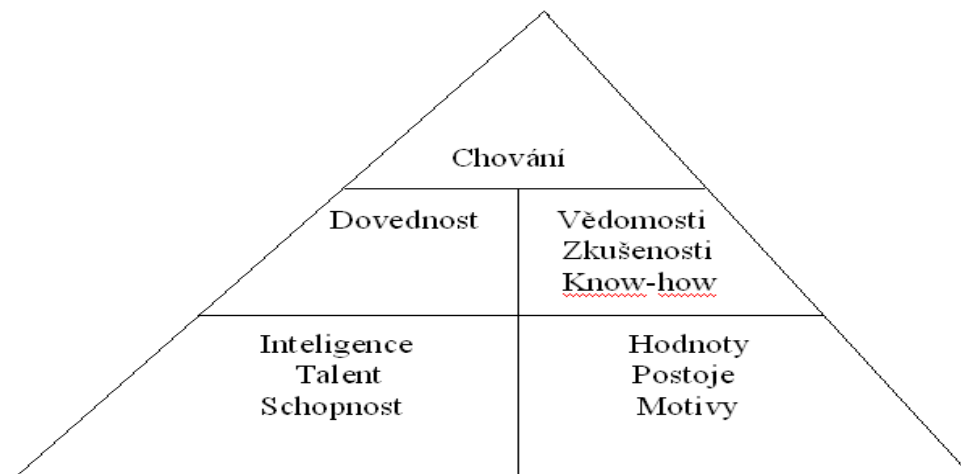 Chování
Dovednost
Vědomosti
Zkušenosti
Know-how
Inteligence
Talent
Schopnost
Hodnoty
Postoje
Motivy